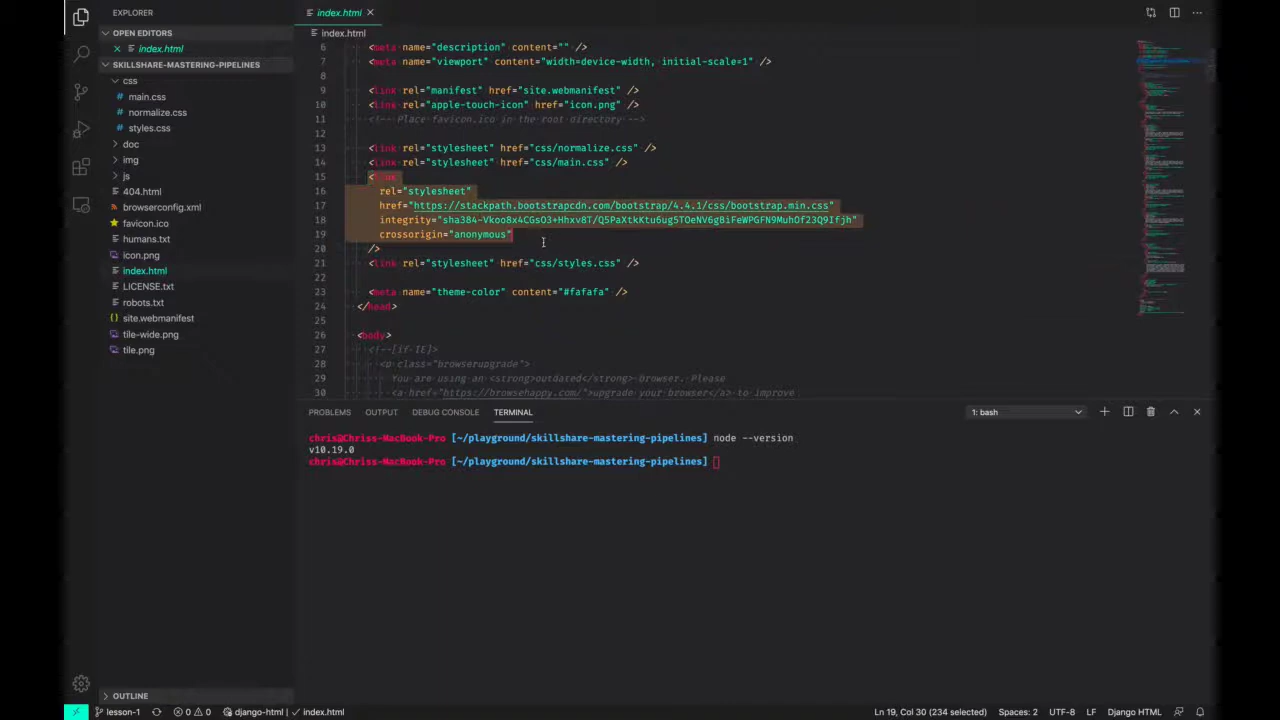 EXPLORER
OPEN EDITORS
index.html
SKILLSHARE-MASTERING-PIPELINES
css
main.css
normalize.css
styles.css
doc
img
js
404.html
browserconfig.xml
favicon.ico
humans.txt
icon.png
index.html
LICENSE.txt
robots.txt
site.webmanifest
tile-wide.png
tile.png
OUTLINE
index.html
index.html
6 <meta name="description" content="" />
7 <meta name="viewport" content="width=device-width, initial-scale=1" />
8
9 <link rel="manifest" href="site.webmanifest" />
10 <link rel="apple-touch-icon" href="icon.png" />
11 <!-- Place favicon.ico in the root directory -->
12
13 <link rel="stylesheet" href="css/normalize.css" />
14 <link rel="stylesheet" href="css/main.css" />
15 <link
16 rel="stylesheet"
17 href="https://stackpath.bootstrapcdn.com/bootstrap/4.4.1/css/bootstrap.min.css"
18 integrity="sha384-Vkoo8x4CGsO3+Hhxv8T/Q5PaXtkKtu6ug5TOeNV6gBiFeWPGFN9MuhOf23Q9Ifjh"
19 crossorigin="anonymous"
20 />
21 <link rel="stylesheet" href="css/styles.css" />
22
23 <meta name="theme-color" content="#fafafa" />
24 </head>
25
26 <body>
27 <!--[if IE]>
28 <p class="browserupgrade">
29 You are using an <strong>outdated</strong> browser. Please
30 <a href="https://browsehappy.com/">upgrade your browser</a> to improve
PROBLEMS OUTPUT DEBUG CONSOLE TERMINAL 1: bash
chris@Chriss-MacBook-Pro [~/playground/skillshare-mastering-pipelines] node --version
v10.19.0
chris@Chriss-MacBook-Pro [~/playground/skillshare-mastering-pipelines]
lesson-1 0 0 django-html | index.html Ln 19, Col 30 (234 selected) Spaces: 2 UTF-8 LF Django HTML